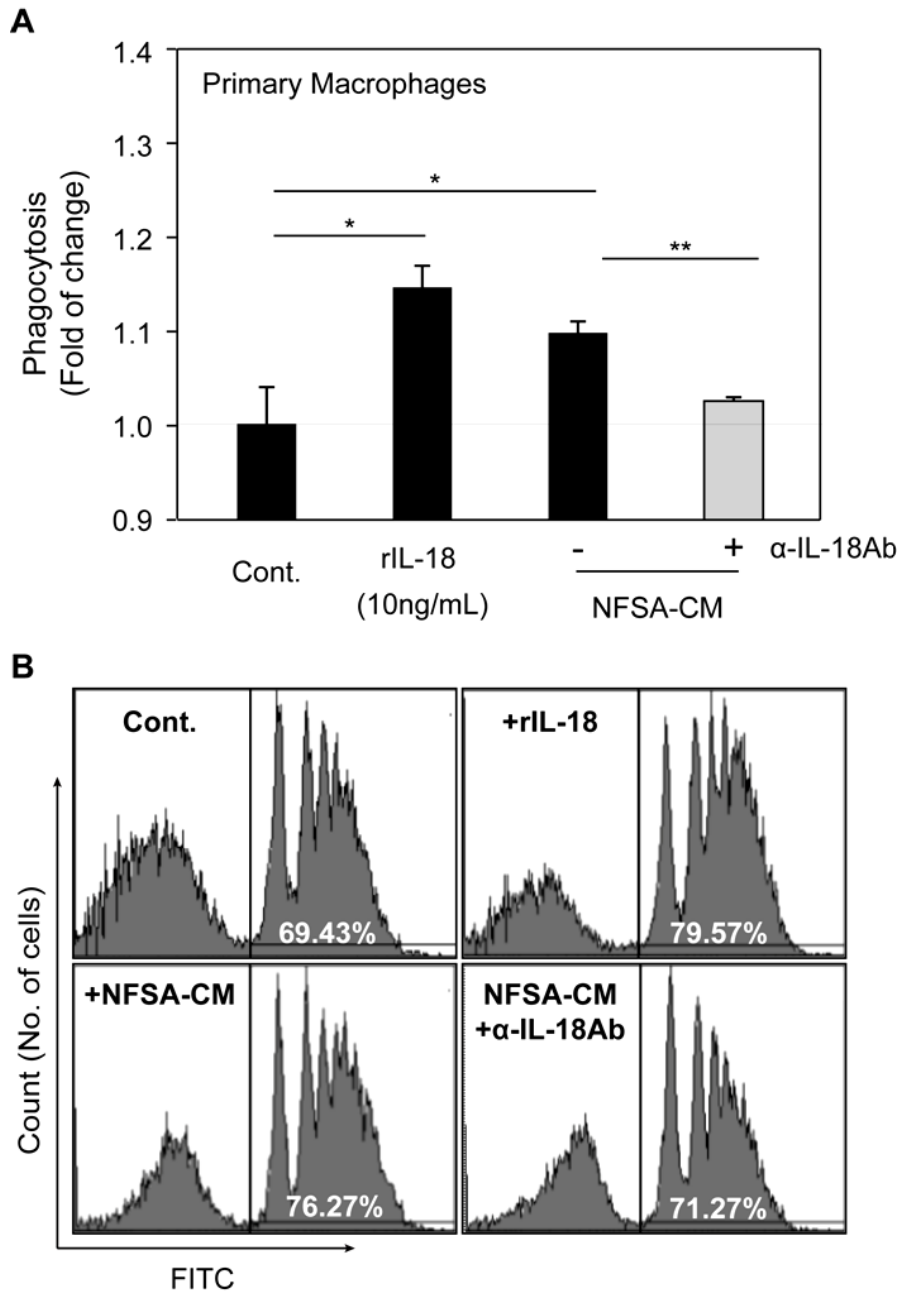 A
1.4
Primary Macrophages
1.3
*
1.2
*
**
1.1
1.0
0.9
Phagocytosis
(Fold of change)
Cont.
rIL-18
(10ng/mL)
-
+
α-IL-18Ab
NFSA-CM
B
Cont.
+rIL-18
69.43%
79.57%
+NFSA-CM
NFSA-CM
+α-IL-18Ab
76.27%
71.27%
Count (No. of cells)
FITC